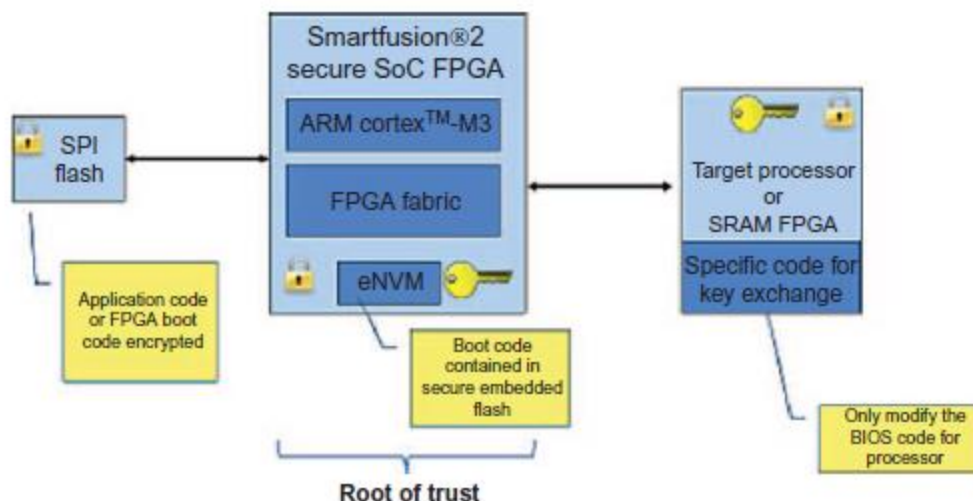 Smartfusion®2
secure SoC FPGA
ARM cortex™-M3
FPGA fabric
eNVM
SPI
flash
Target processor
or
SRAM FPGA
Specific code for
key exchange
Application code
or FPGA boot
code encrypted
Boot code
contained in
secure embedded
flash
Only modify the
BIOS code for
processor
Root of trust